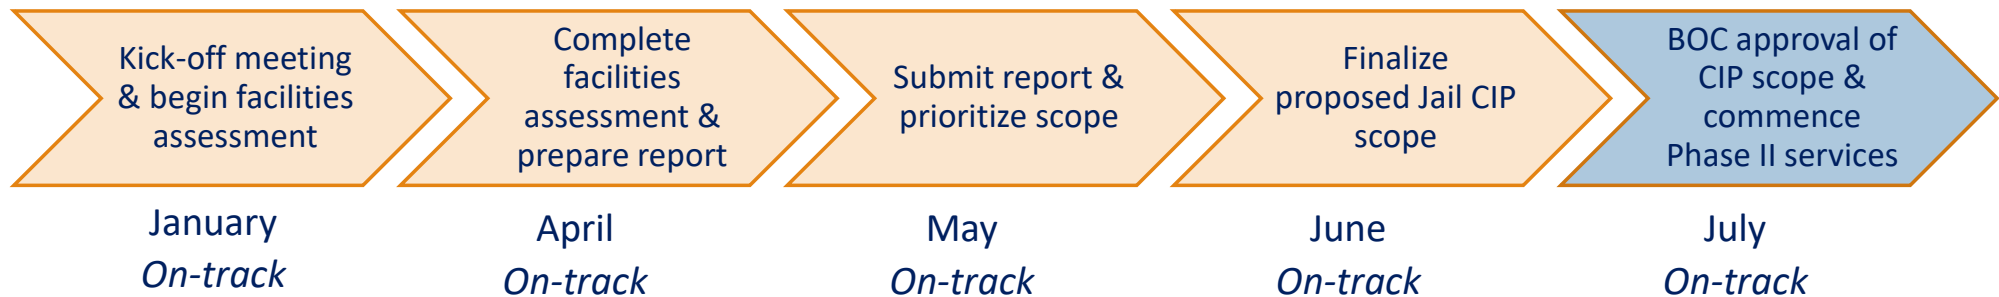 Kick-off meeting
& begin facilities
assessment
Complete
facilities
assessment &
prepare report
Submit report &
prioritize scope
Finalize
proposed Jail CIP
scope
BOC approval of
CIP scope &
commence
Phase II services
January
On-track
April
On-track
May
On-track
June
On-track
July
On-track